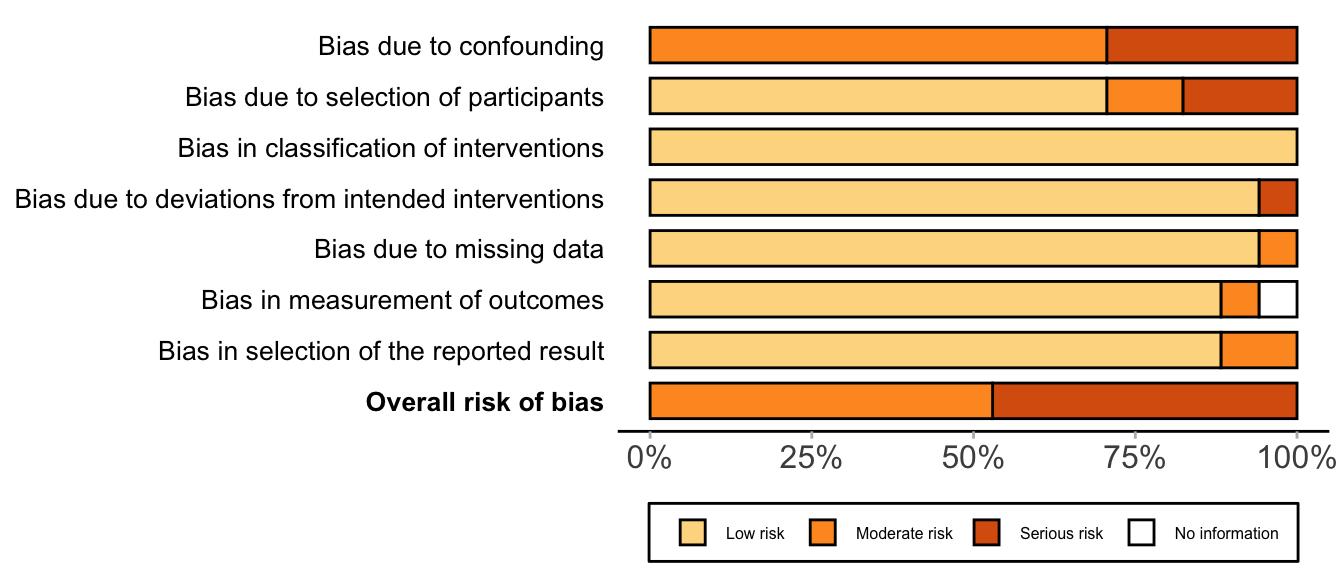 Bias due to confounding
Bias due to selection of participants
Bias in classification of interventions
Bias due to deviations from intended interventions
Bias due to missing data
Bias in measurement of outcomes
Bias in selection of the reported result
Overall risk of bias
0% 25% 50% 75% 100%
Low risk Moderate risk Serious risk No information